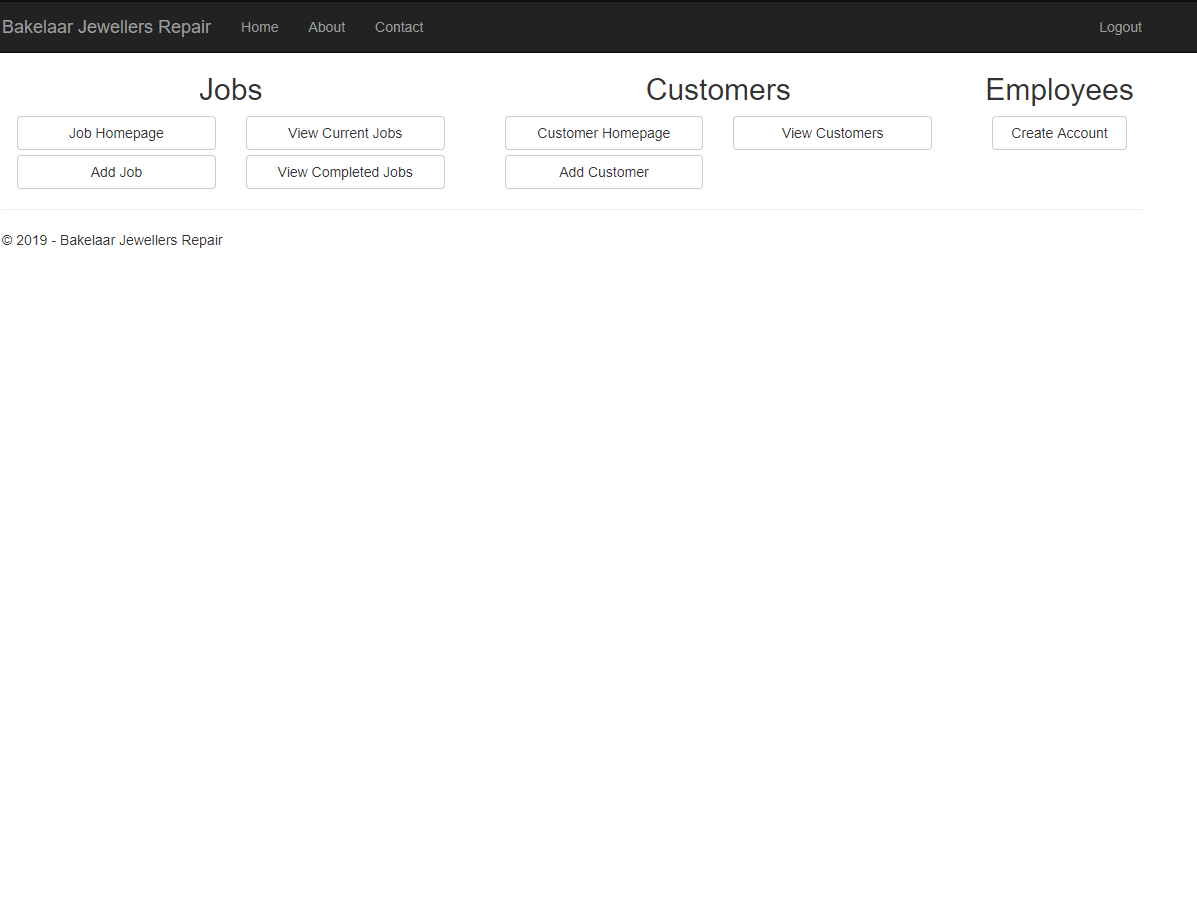 Bakelaar Jewellers Repair Home About Contact Logout
Jobs Customers Employees
Job Homepage View Current Jobs Customer Homepage View Customers Create Account
Add Job View Completed Jobs Add Customer
© 2019 - Bakelaar Jewellers Repair